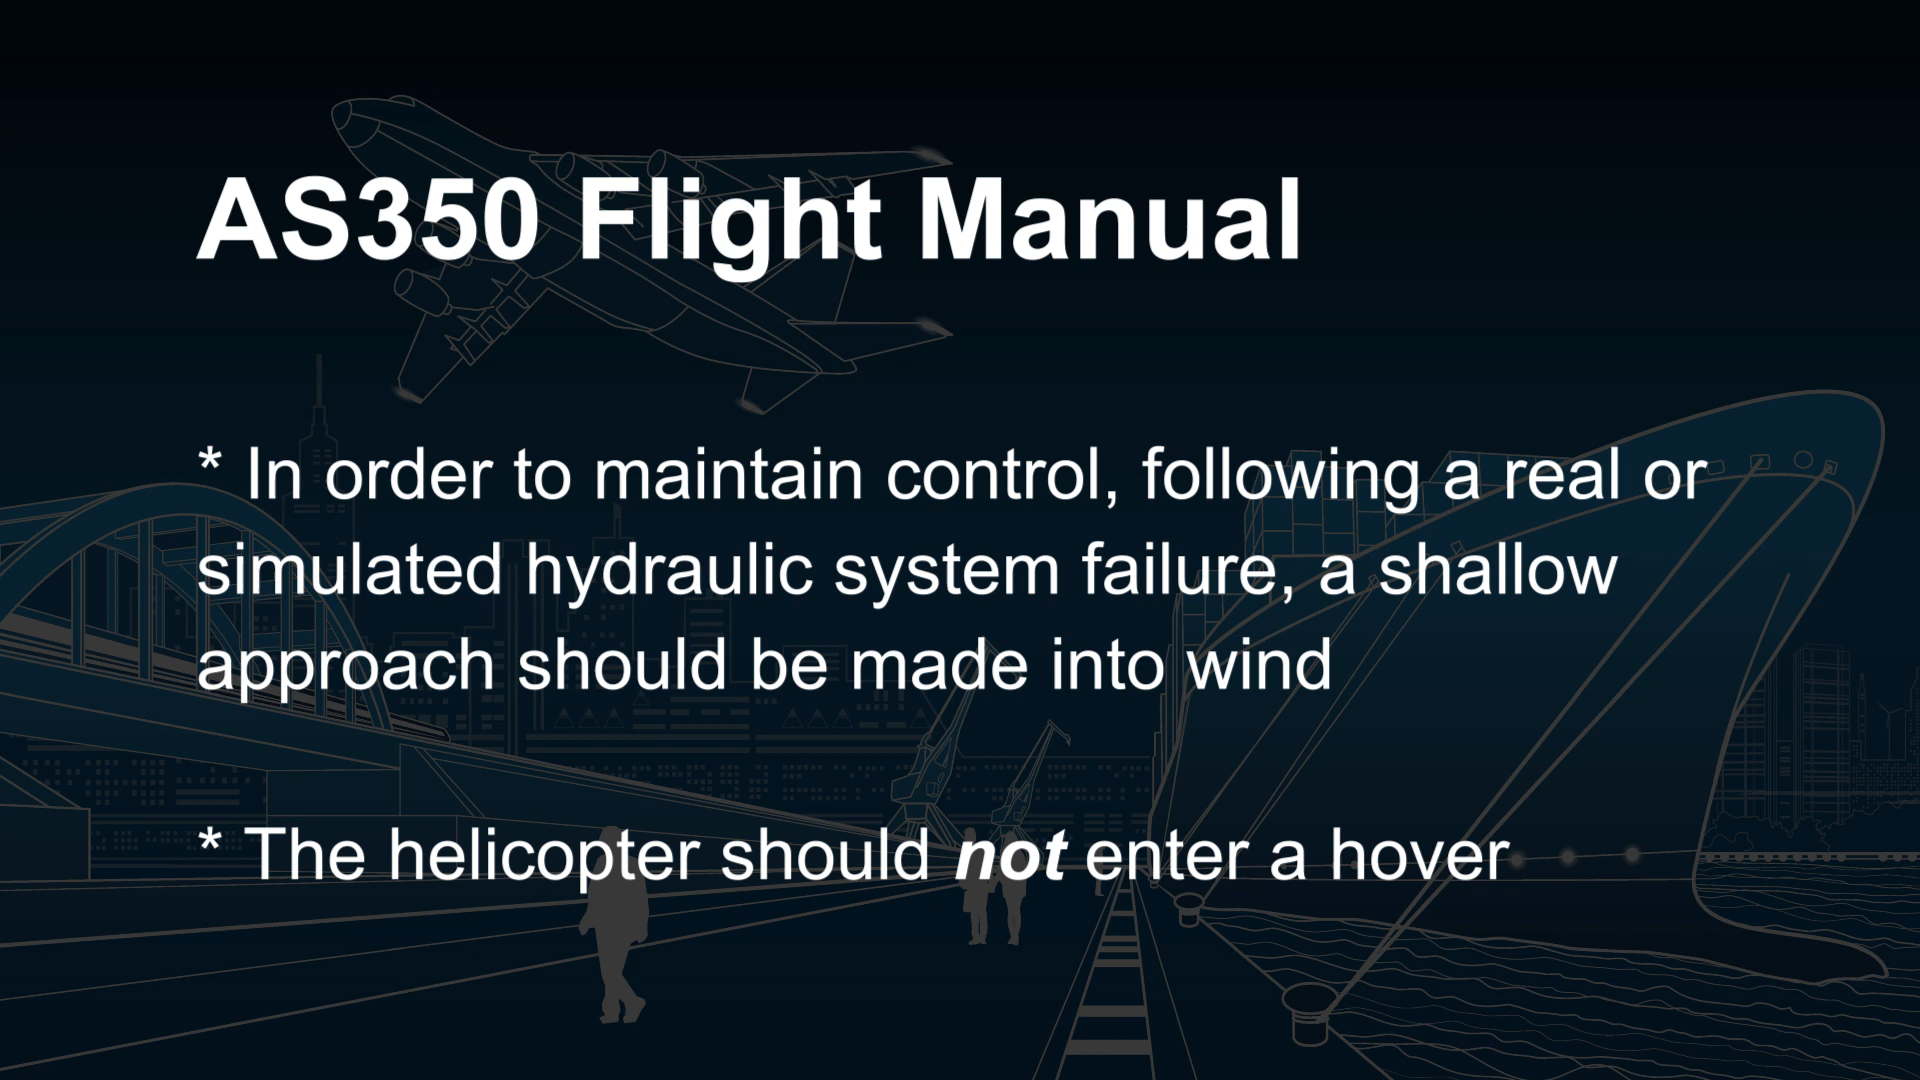 AS350 Flight Manual
* In order to maintain control, following a real or
simulated hydraulic system failure, a shallow
approach should be made into wind
* The helicopter should not enter a hover